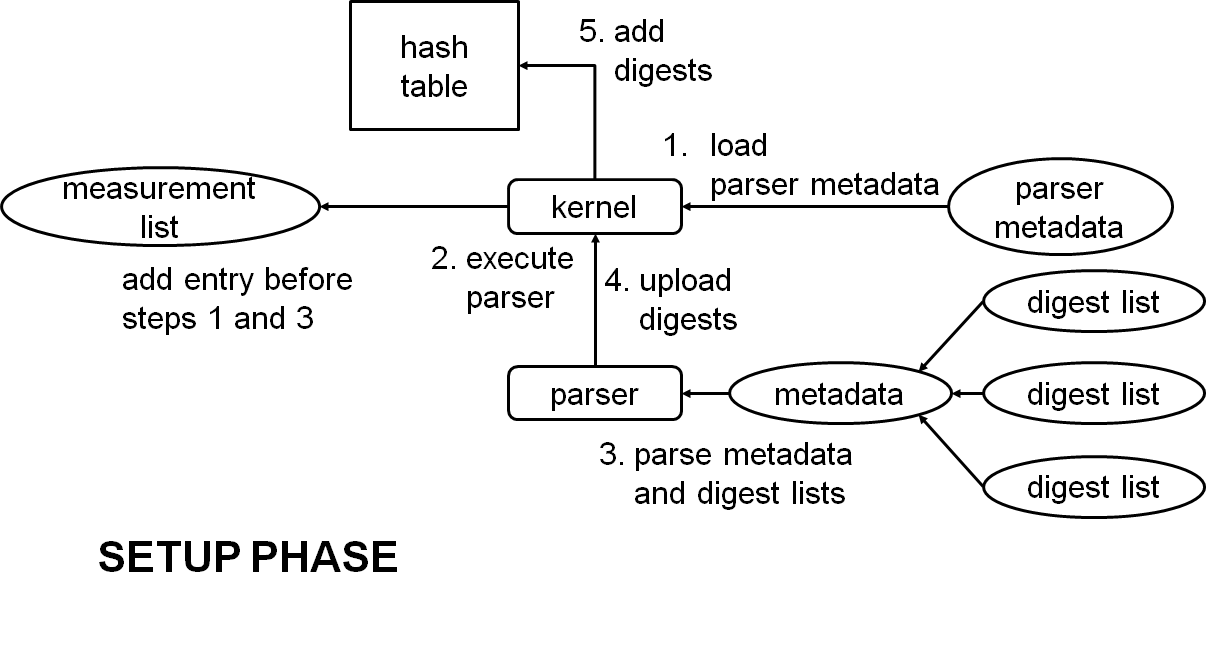 hash
table
5. add
digests
1. load
parser metadata
measurement
list
kernel
parser
metadata
add entry before
steps 1 and 3
2. execute
parser
4. upload
digests
digest list
parser
metadata
digest list
3. parse metadata
and digest lists
digest list
SETUP PHASE